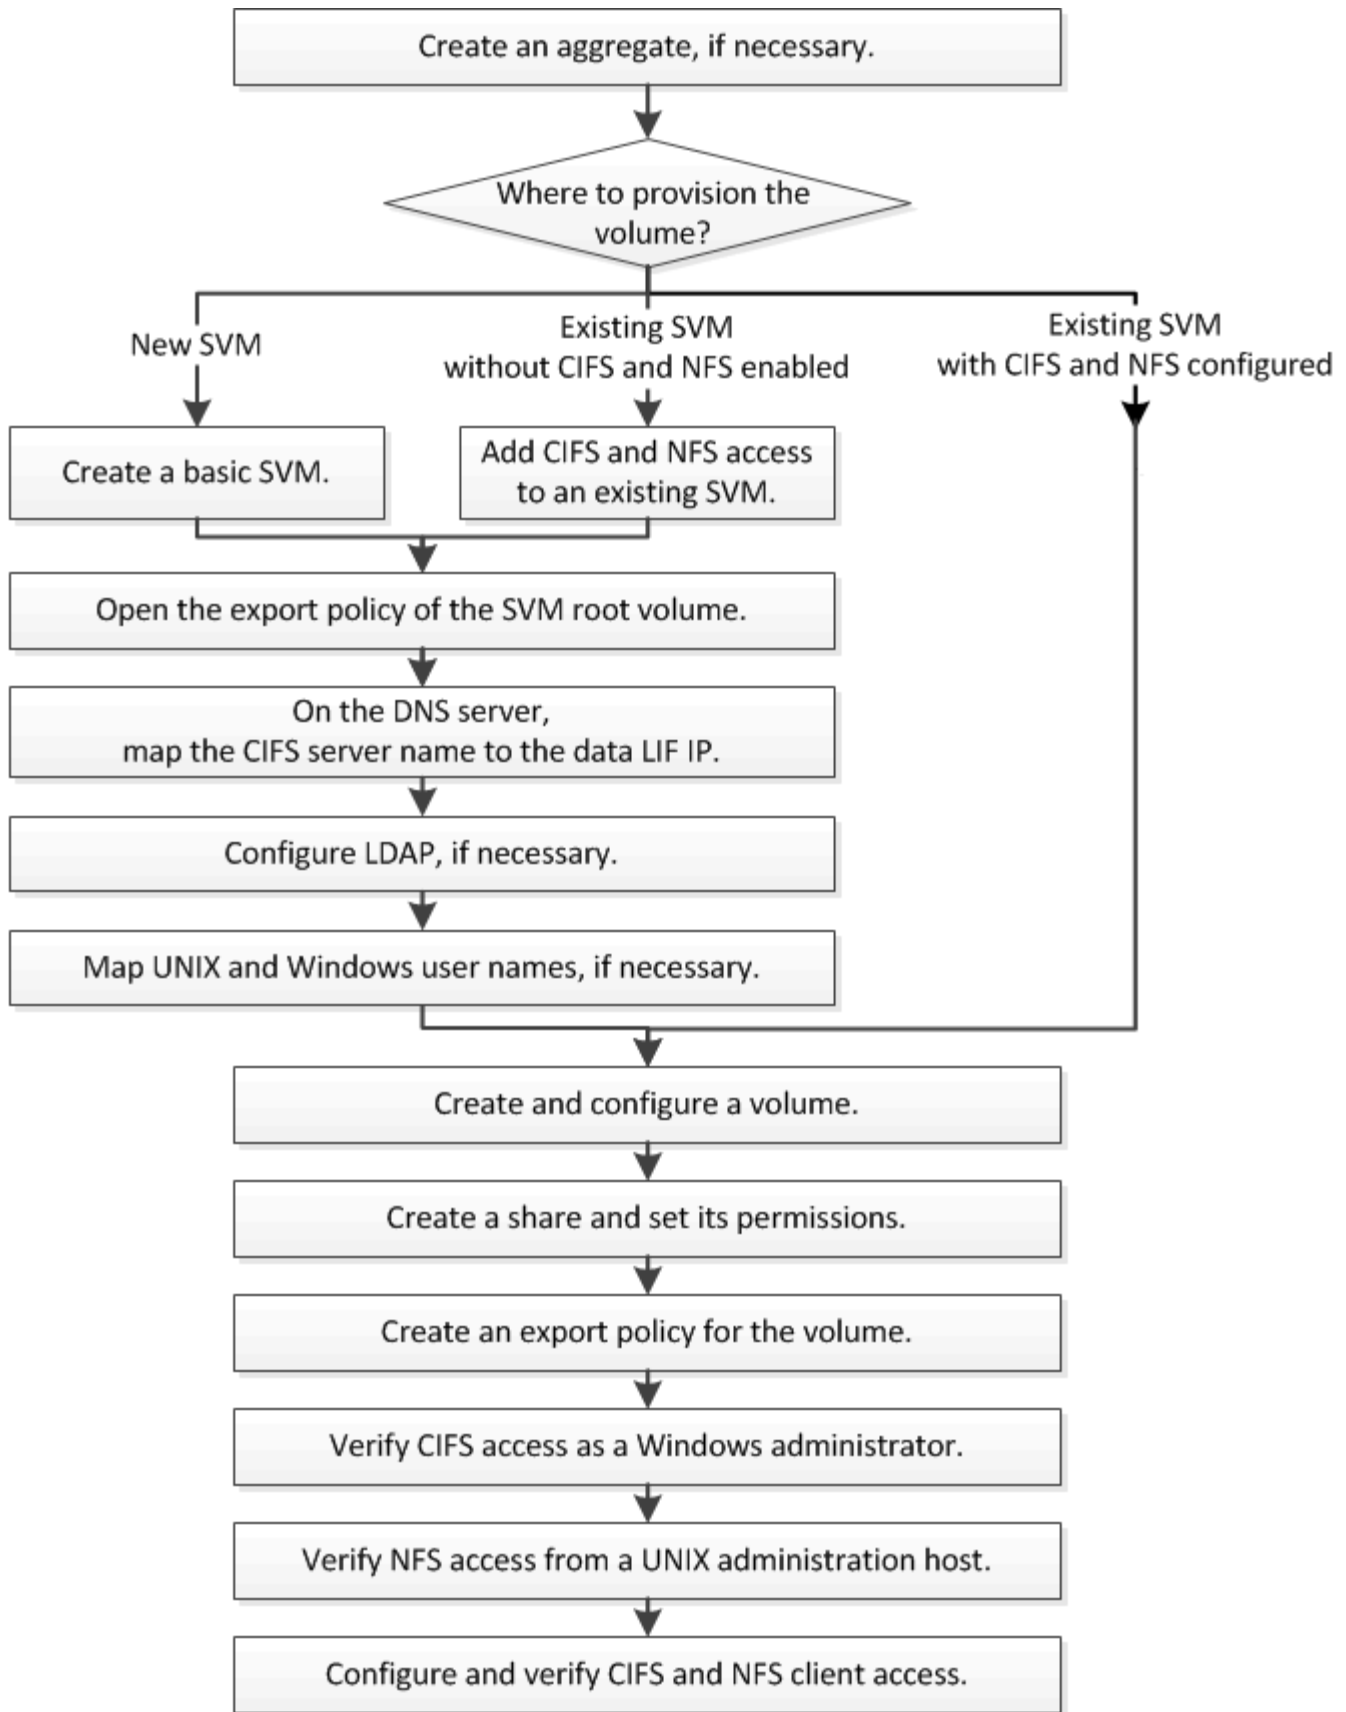 Create an aggregate, if necessary.
Where to provision the
volume?
New SVM
Existing SVM
without CIFS and NFS enabled
Existing SVM
with CIFS and NFS configured
Create a basic SVM.
Add CIFS and NFS access
to an existing SVM.
Open the export policy of the SVM root volume.
On the DNS server,
map the CIFS server name to the data LIF IP.
Configure LDAP, if necessary.
Map UNIX and Windows user names, if necessary.
Create and configure a volume.
Create a share and set its permissions.
Create an export policy for the volume.
Verify CIFS access as a Windows administrator.
Verify NFS access from a UNIX administration host.
Configure and verify CIFS and NFS client access.